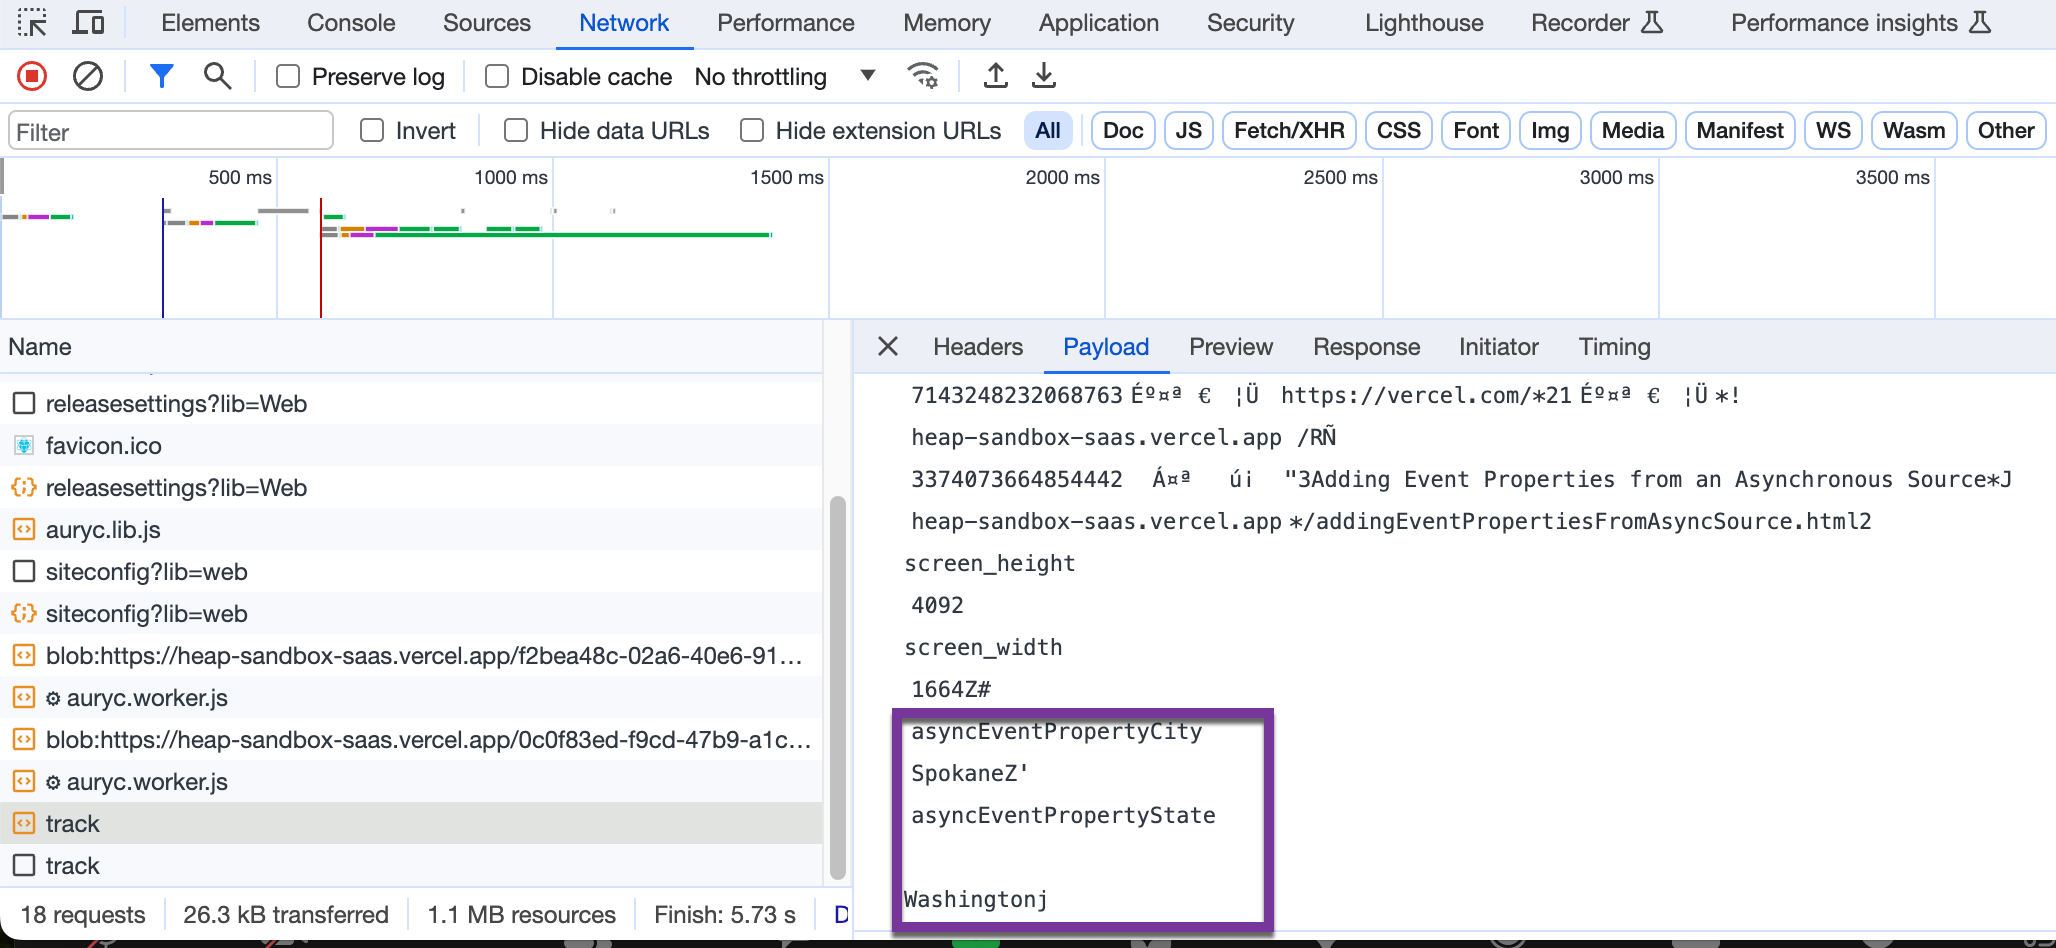 Elements Console Sources Network Performance Memory Application Security Lighthouse Recorder Performance insights
Preserve log Disable cache No throttling
Filter Invert Hide data URLs Hide extension URLs All Doc JS Fetch/XHR CSS Font Img Media Manifest WS Wasm Other
500 ms 1000 ms 1500 ms 2000 ms 2500 ms 3000 ms 3500 ms
Name
releasesettings?lib=Web
favicon.ico
releasesettings?lib=Web
auryc.lib.js
siteconfig?lib=web
siteconfig?lib=web
blob:https://heap-sandbox-saas.vercel.app/f2bea48c-02a6-40e6-91…
auryc.worker.js
blob:https://heap-sandbox-saas.vercel.app/0c0f83ed-f9cd-47b9-a1c…
auryc.worker.js
track
track
18 requests 26.3 kB transferred 1.1 MB resources Finish: 5.73 s D
Headers Payload Preview Response Initiator Timing
7143248232068763 Éº¤ª € ¦Ü https://vercel.com/*21 Éº¤ª € ¦Ü *!
heap-sandbox-saas.vercel.app /RÑ
3374073664854442 Á¤ª ú¡ "3Adding Event Properties from an Asynchronous Source*J
heap-sandbox-saas.vercel.app */addingEventPropertiesFromAsyncSource.html2
screen_height
4092
screen_width
1664Z#
asyncEventPropertyCity
SpokaneZ'
asyncEventPropertyState
Washingtonj